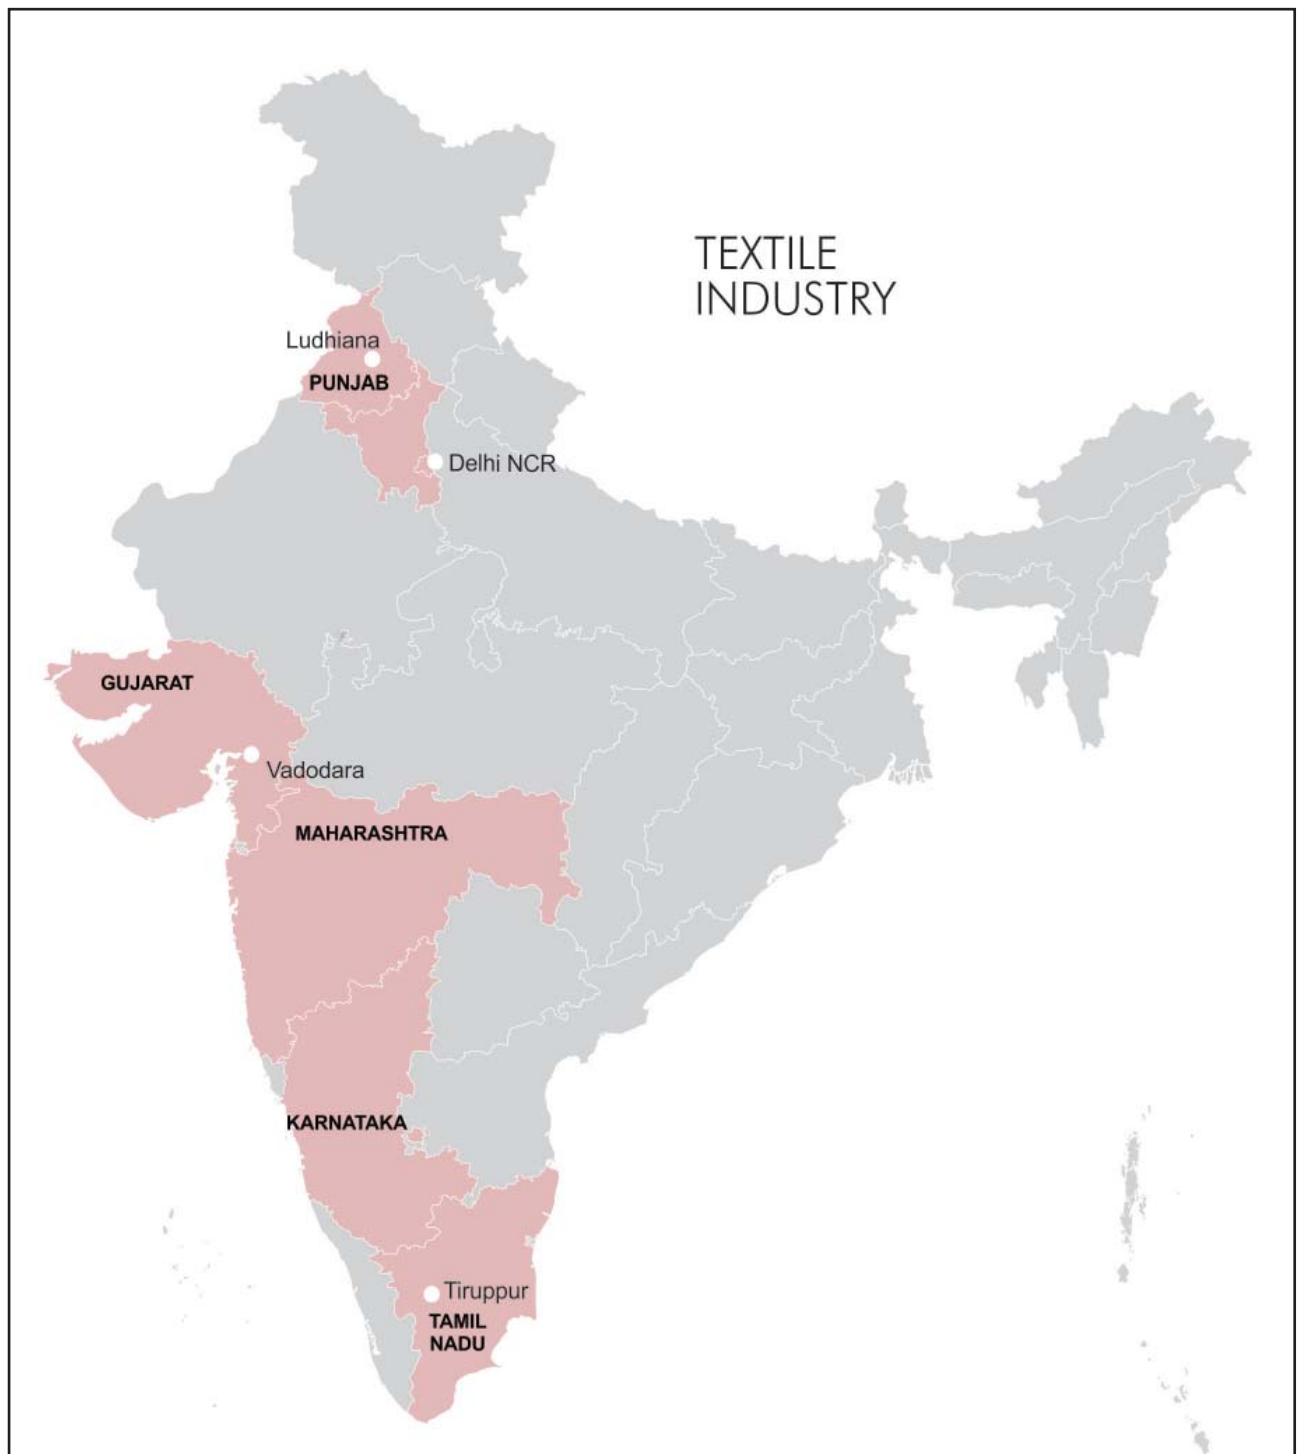 TEXTILE
INDUSTRY
Ludhiana
PUNJAB
Delhi NCR
GUJARAT
Vadodara
MAHARASHTRA
KARNATAKA
Tiruppur
TAMIL
NADU